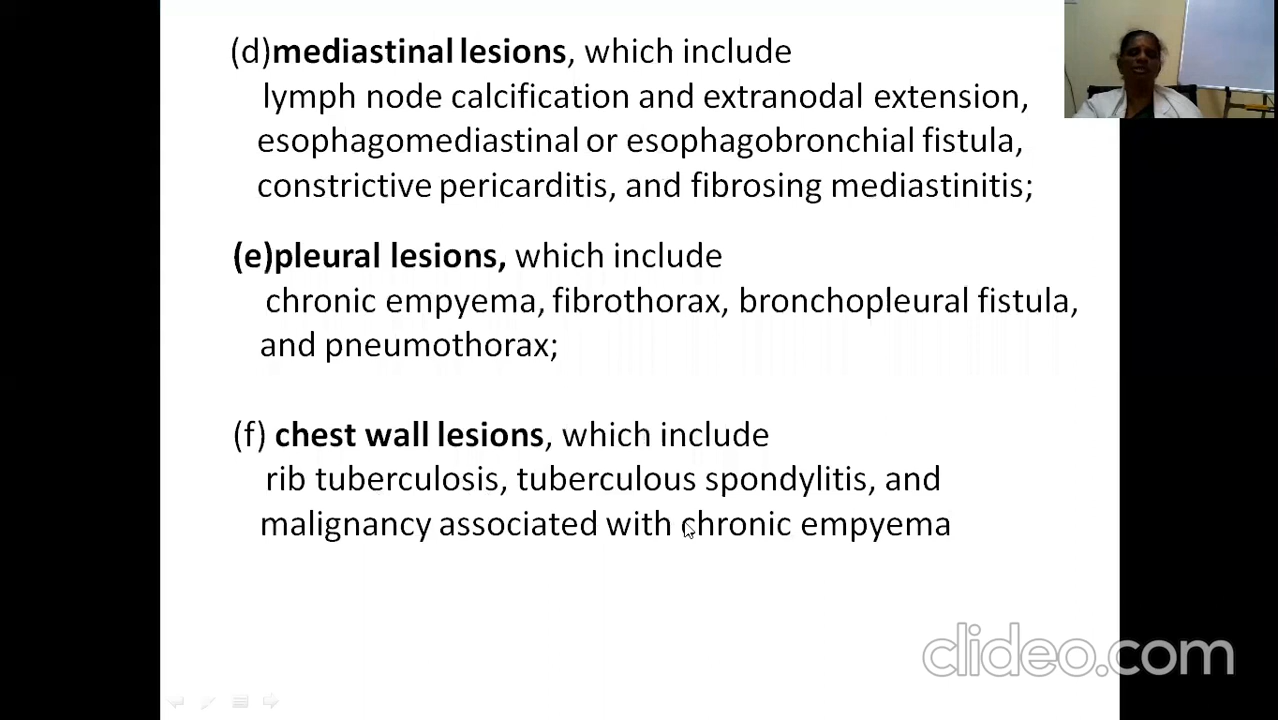 (d)mediastinal lesions, which include
lymph node calcification and extranodal extension,
esophagomediastinal or esophagobronchial fistula,
constrictive pericarditis, and fibrosing mediastinitis;
(e)pleural lesions, which include
chronic empyema, fibrothorax, bronchopleural fistula,
and pneumothorax;
(f) chest wall lesions, which include
rib tuberculosis, tuberculous spondylitis, and
malignancy associated with chronic empyema
clideo.com